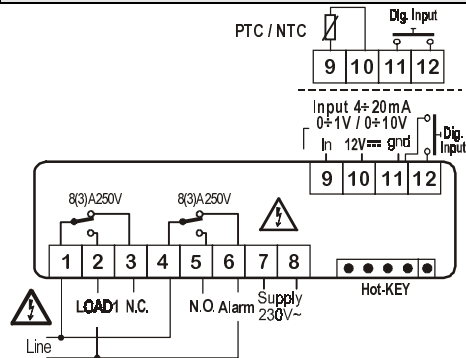 PTC / NTC
Dig. Input
9 10 11 12
Input 4÷20mA
0÷1V / 0÷10V
In 12V gnd
Dig.
Input
9 10 11 12
8(3)A250V 8(3)A250V
1 2 3 4 5 6 7 8
Hot-KEY
LOAD1 N.C. N.O. Alarm Supply
230V~
Line